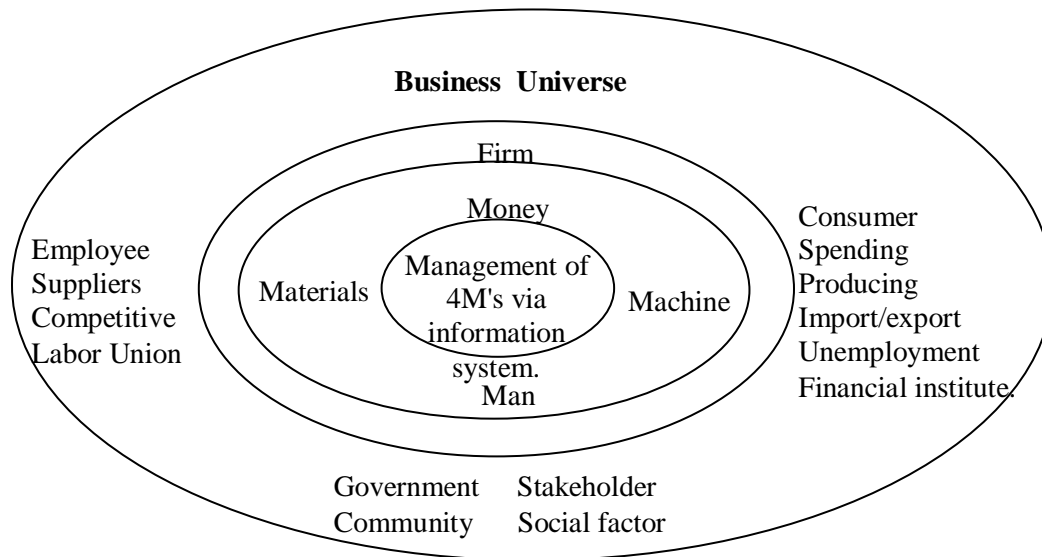 Business Universe
Firm
Money
Materials
Management of
4M's via
information
system.
Machine
Man
Employee
Suppliers
Competitive
Labor Union
Consumer
Spending
Producing
Import/export
Unemployment
Financial institute.
Government Stakeholder
Community Social factor